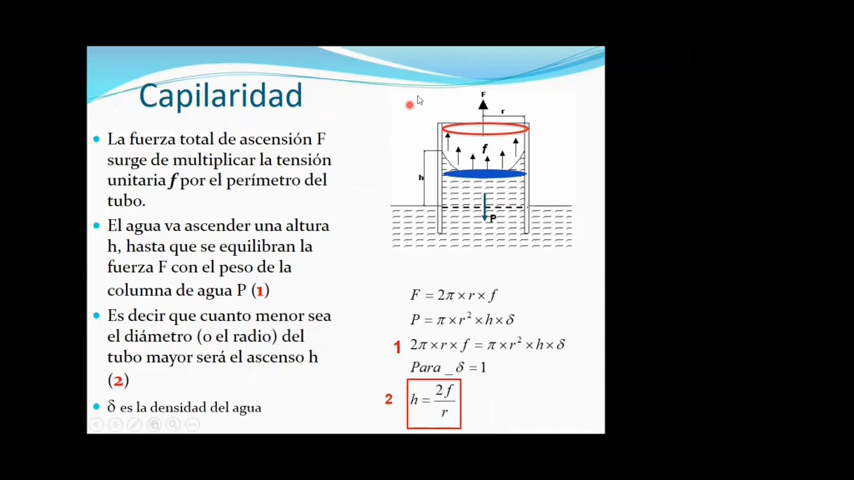 Capilaridad
• La fuerza total de ascensión F
surge de multiplicar la tensión
unitaria f por el perímetro del
tubo.
• El agua va ascender una altura
h, hasta que se equilibran la
fuerza F con el peso de la
columna de agua P (1)
• Es decir que cuanto menor sea
el diámetro (o el radio) del
tubo mayor será el ascenso h
(2)
• δ es la densidad del agua
F
r
f
h
P
F = 2π × r × f
P = π × r² × h × δ
1 2π × r × f = π × r² × h × δ
Para _ δ = 1
2 h = 2f / r